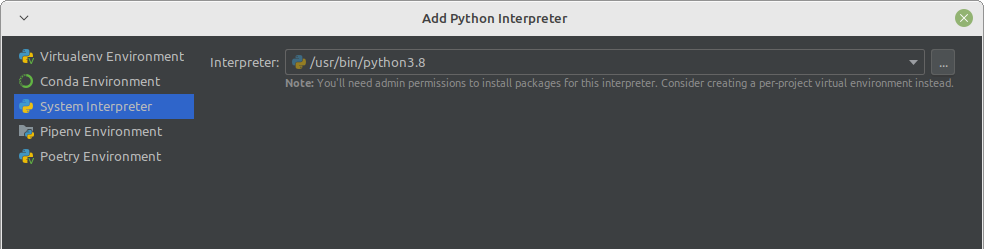 Add Python Interpreter
Virtualenv Environment
Conda Environment
System Interpreter
Pipenv Environment
Poetry Environment
Interpreter: /usr/bin/python3.8 ...
Note: You'll need admin permissions to install packages for this interpreter. Consider creating a per-project virtual environment instead.